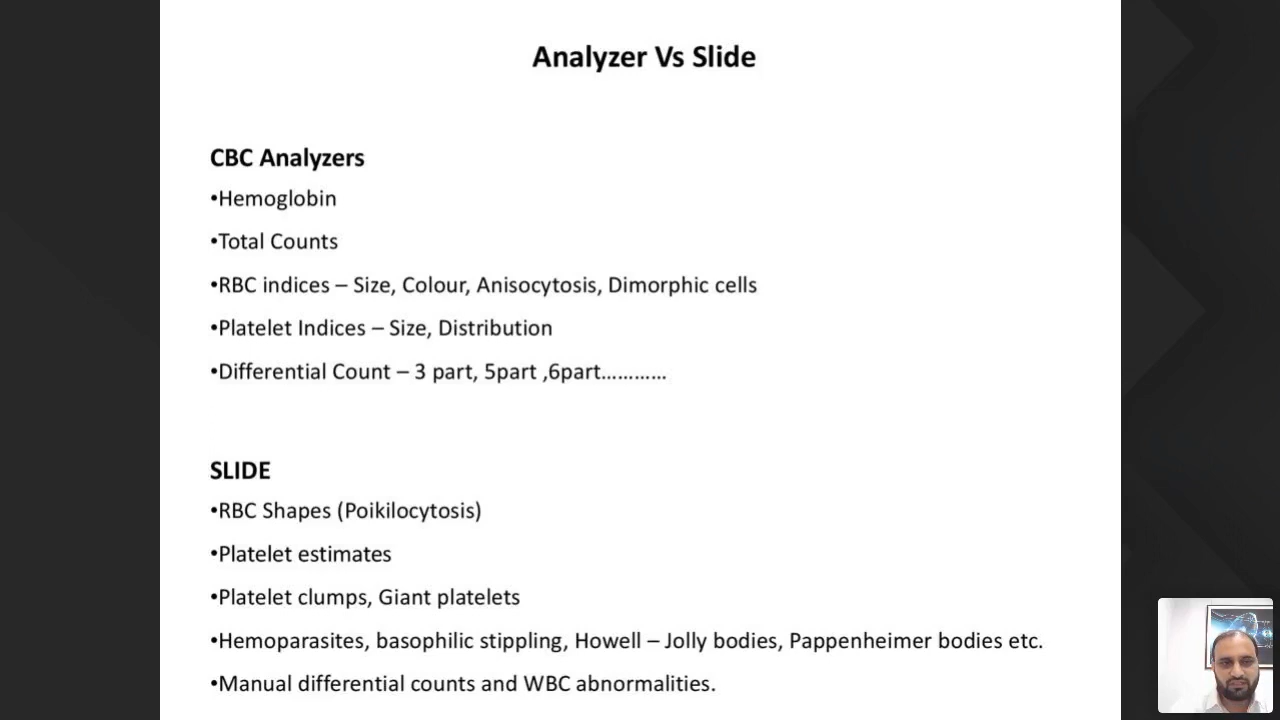 Analyzer Vs Slide
CBC Analyzers
•Hemoglobin
•Total Counts
•RBC indices – Size, Colour, Anisocytosis, Dimorphic cells
•Platelet Indices – Size, Distribution
•Differential Count – 3 part, 5part ,6part…………
SLIDE
•RBC Shapes (Poikilocytosis)
•Platelet estimates
•Platelet clumps, Giant platelets
•Hemoparasites, basophilic stippling, Howell – Jolly bodies, Pappenheimer bodies etc.
•Manual differential counts and WBC abnormalities.